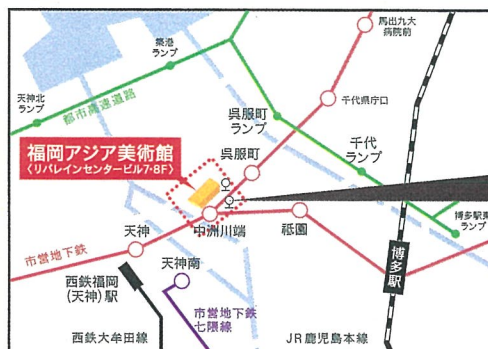 馬出九大
病院前
築港
ランプ
天神北
ランプ
都市高速道路
千代県庁口
呉服町
ランプ
千代
ランプ
福岡アジア美術館
〈リバレインセンタービル7・8F〉
呉服町
博多駅東
ランプ
中洲川端
祇園
天神
市営地下鉄
天神南
博多駅
西鉄福岡
(天神)駅
市営地下鉄
七隈線
西鉄大牟田線
JR鹿児島本線